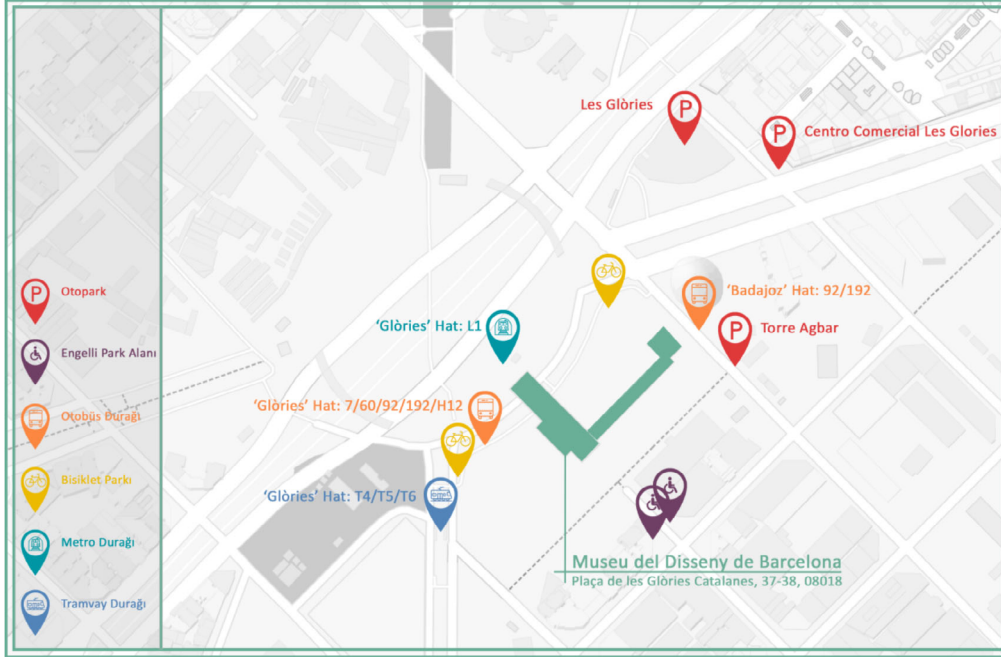 P Otopark
Engelli Park Alanı
Otobüs Durağı
Bisiklet Parkı
Metro Durağı
Tramvay Durağı
Les Glòries P
P Centro Comercial Les Glories
'Badajoz' Hat: 92/192
P Torre Agbar
'Glòries' Hat: L1
'Glòries' Hat: 7/60/92/192/H12
'Glòries' Hat: T4/T5/T6
Museu del Disseny de Barcelona
Plaça de les Glòries Catalanes, 37-38, 08018